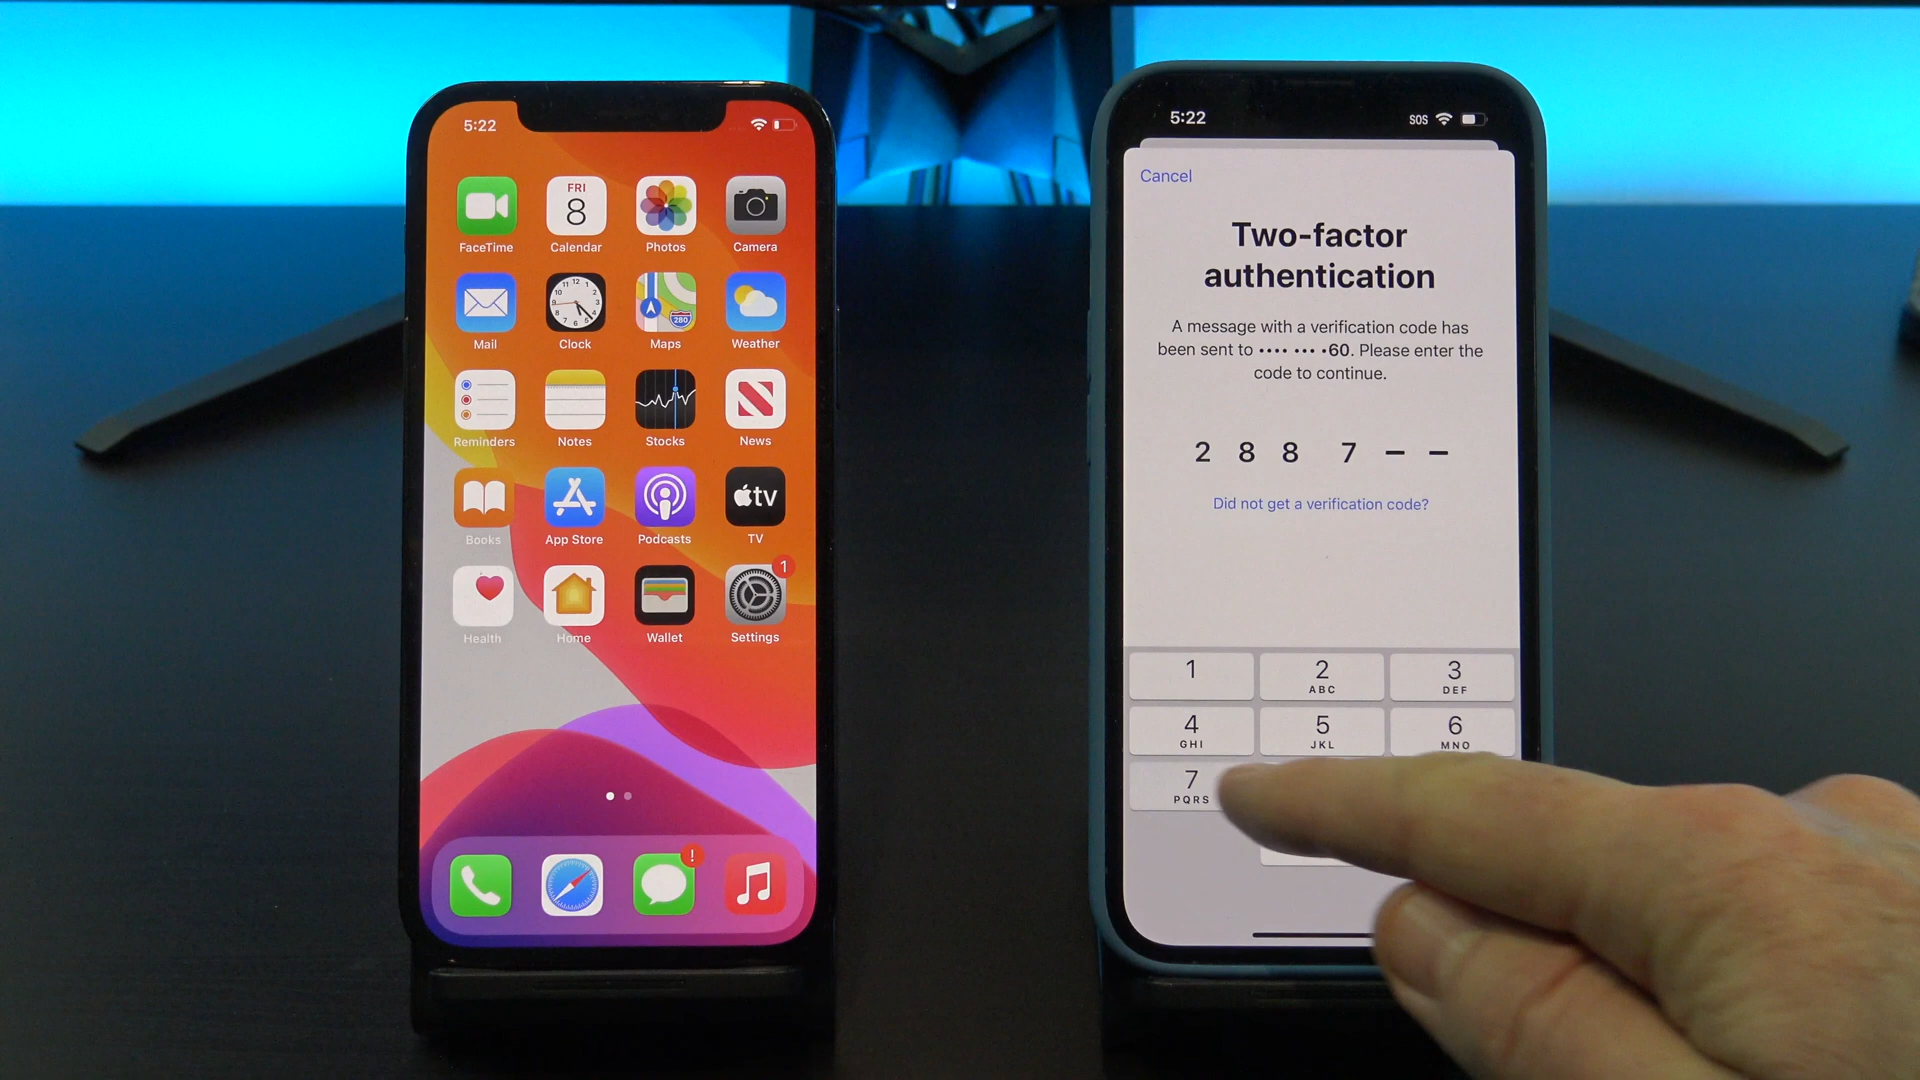 5:22
FRI
8
FaceTime
Calendar
Photos
Camera
12
280
Mail
Clock
Maps
Weather
Reminders
Notes
Stocks
News
tv
Books
App Store
Podcasts
TV
1
Health
Home
Wallet
Settings
!
5:22
SOS
Cancel
Two-factor
authentication
A message with a verification code has
been sent to •••• ••• •60. Please enter the
code to continue.
2 8 8 7 – –
Did not get a verification code?
1
2
ABC
3
DEF
4
GHI
5
JKL
6
MNO
7
PQRS